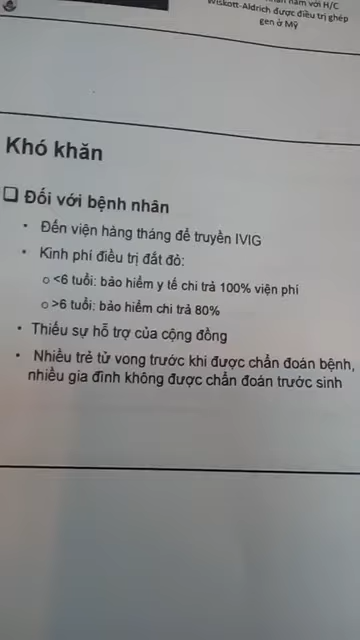 năm với H/C
Wiskott-Aldrich được điều trị ghép
gen ở Mỹ
Khó khăn
❑ Đối với bệnh nhân
• Đến viện hàng tháng để truyền IVIG
• Kinh phí điều trị đắt đỏ:
o <6 tuổi: bảo hiểm y tế chi trả 100% viện phí
o >6 tuổi: bảo hiểm chi trả 80%
• Thiếu sự hỗ trợ của cộng đồng
• Nhiều trẻ tử vong trước khi được chẩn đoán bệnh,
nhiều gia đình không được chẩn đoán trước sinh